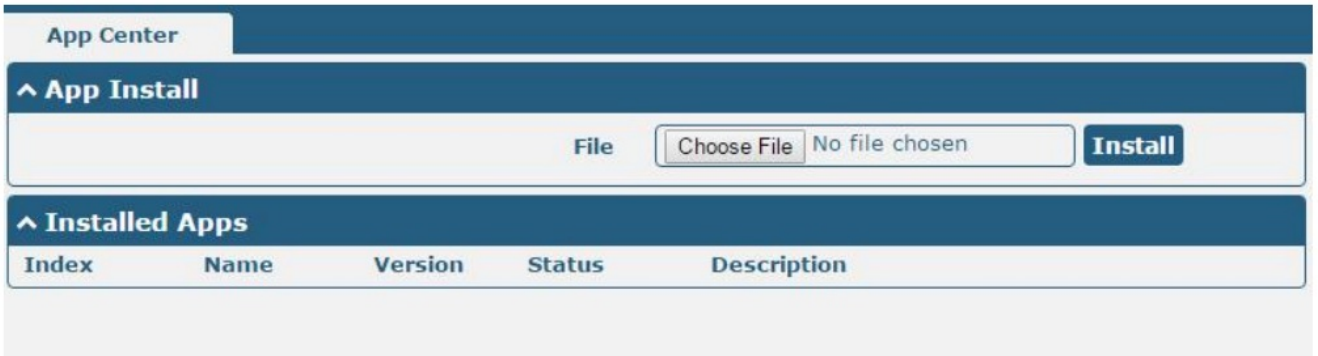 App Center
App Install
File Choose File No file chosen Install
Installed Apps
Index Name Version Status Description